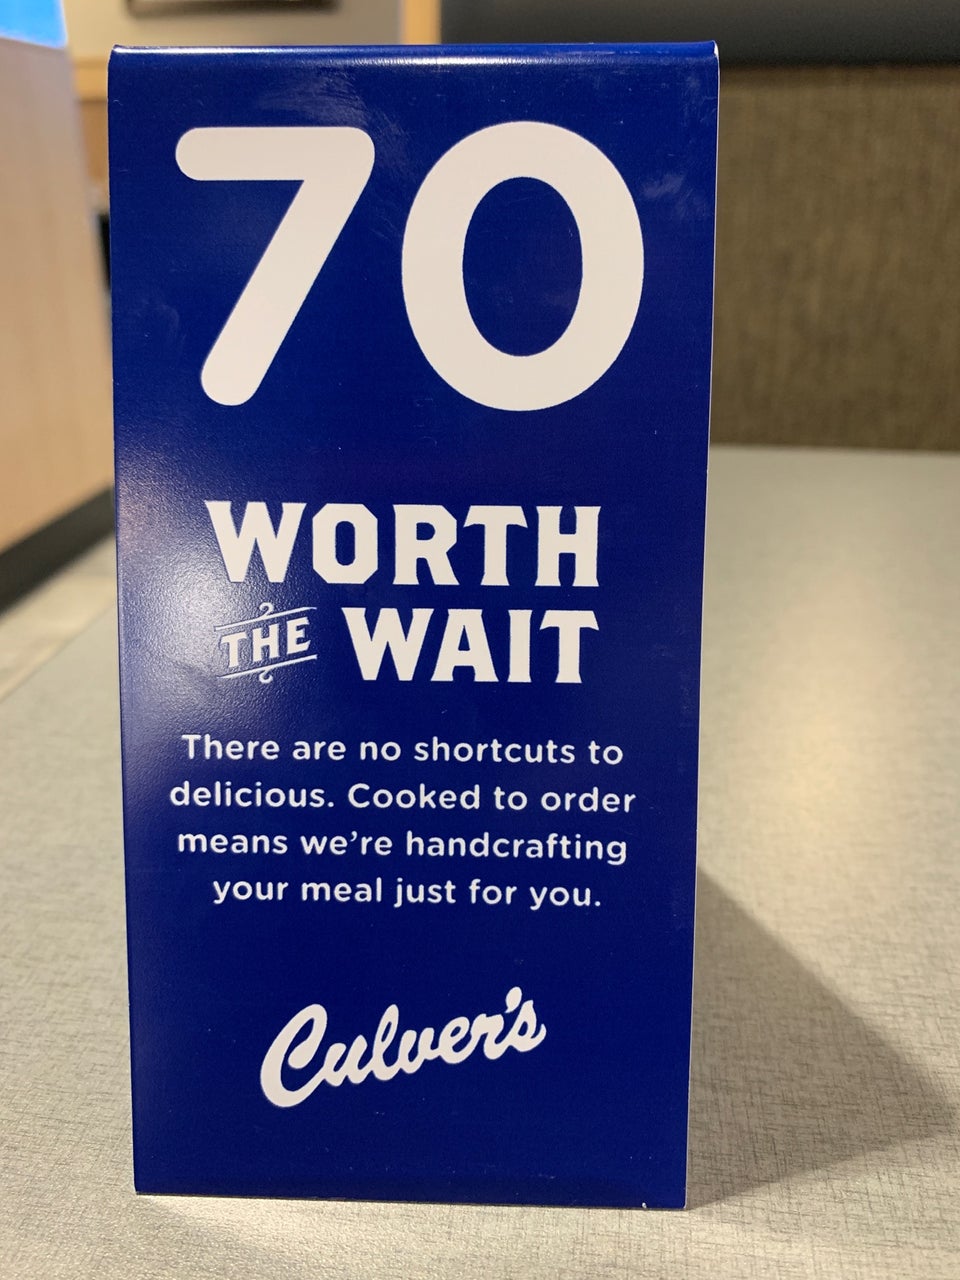 70
WORTH
THE WAIT
There are no shortcuts to
delicious. Cooked to order
means we're handcrafting
your meal just for you.
Culver's